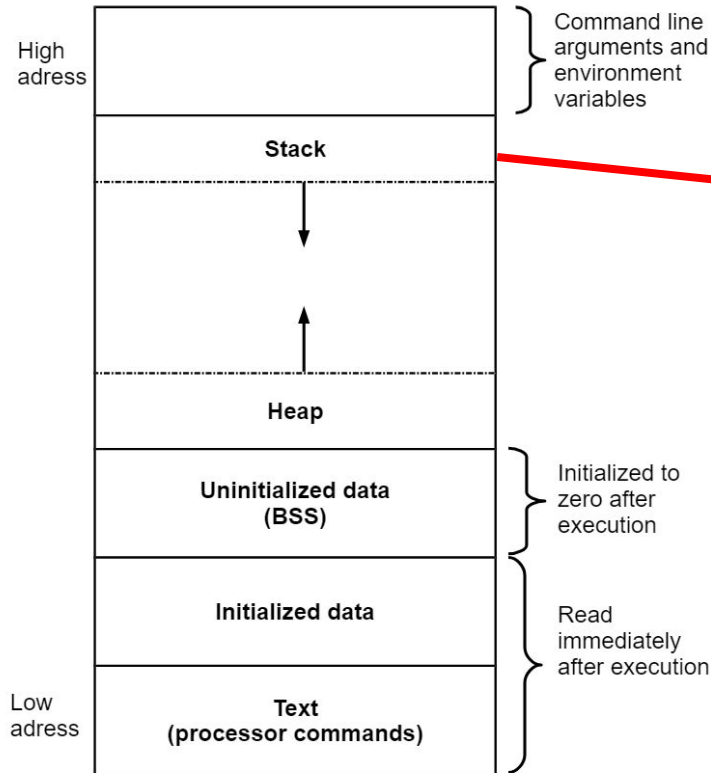 Command line
arguments and
environment
variables
High
adress
Stack
Heap
Uninitialized data
(BSS)
Initialized to
zero after
execution
Initialized data
Read
immediately
after execution
Low
adress
Text
(processor commands)